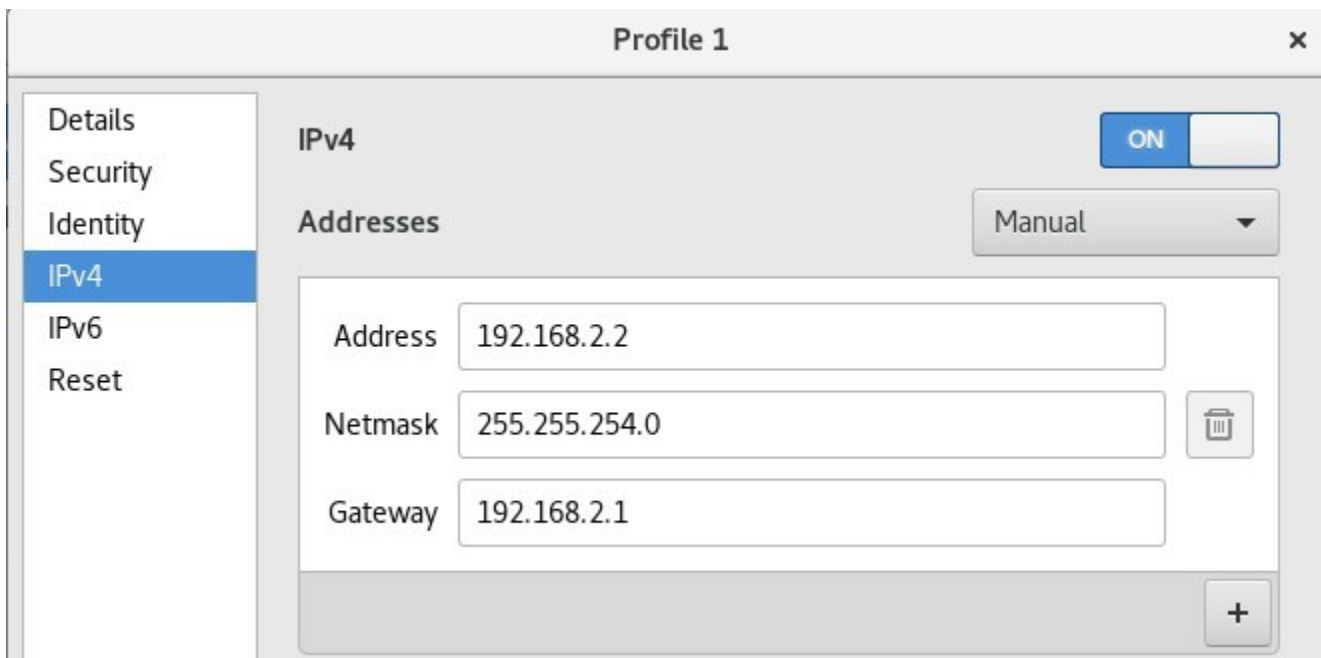 Profile 1 ×
Details
Security
Identity
IPv4
IPv6
Reset
IPv4 ON
Addresses Manual
Address 192.168.2.2
Netmask 255.255.254.0
Gateway 192.168.2.1
+